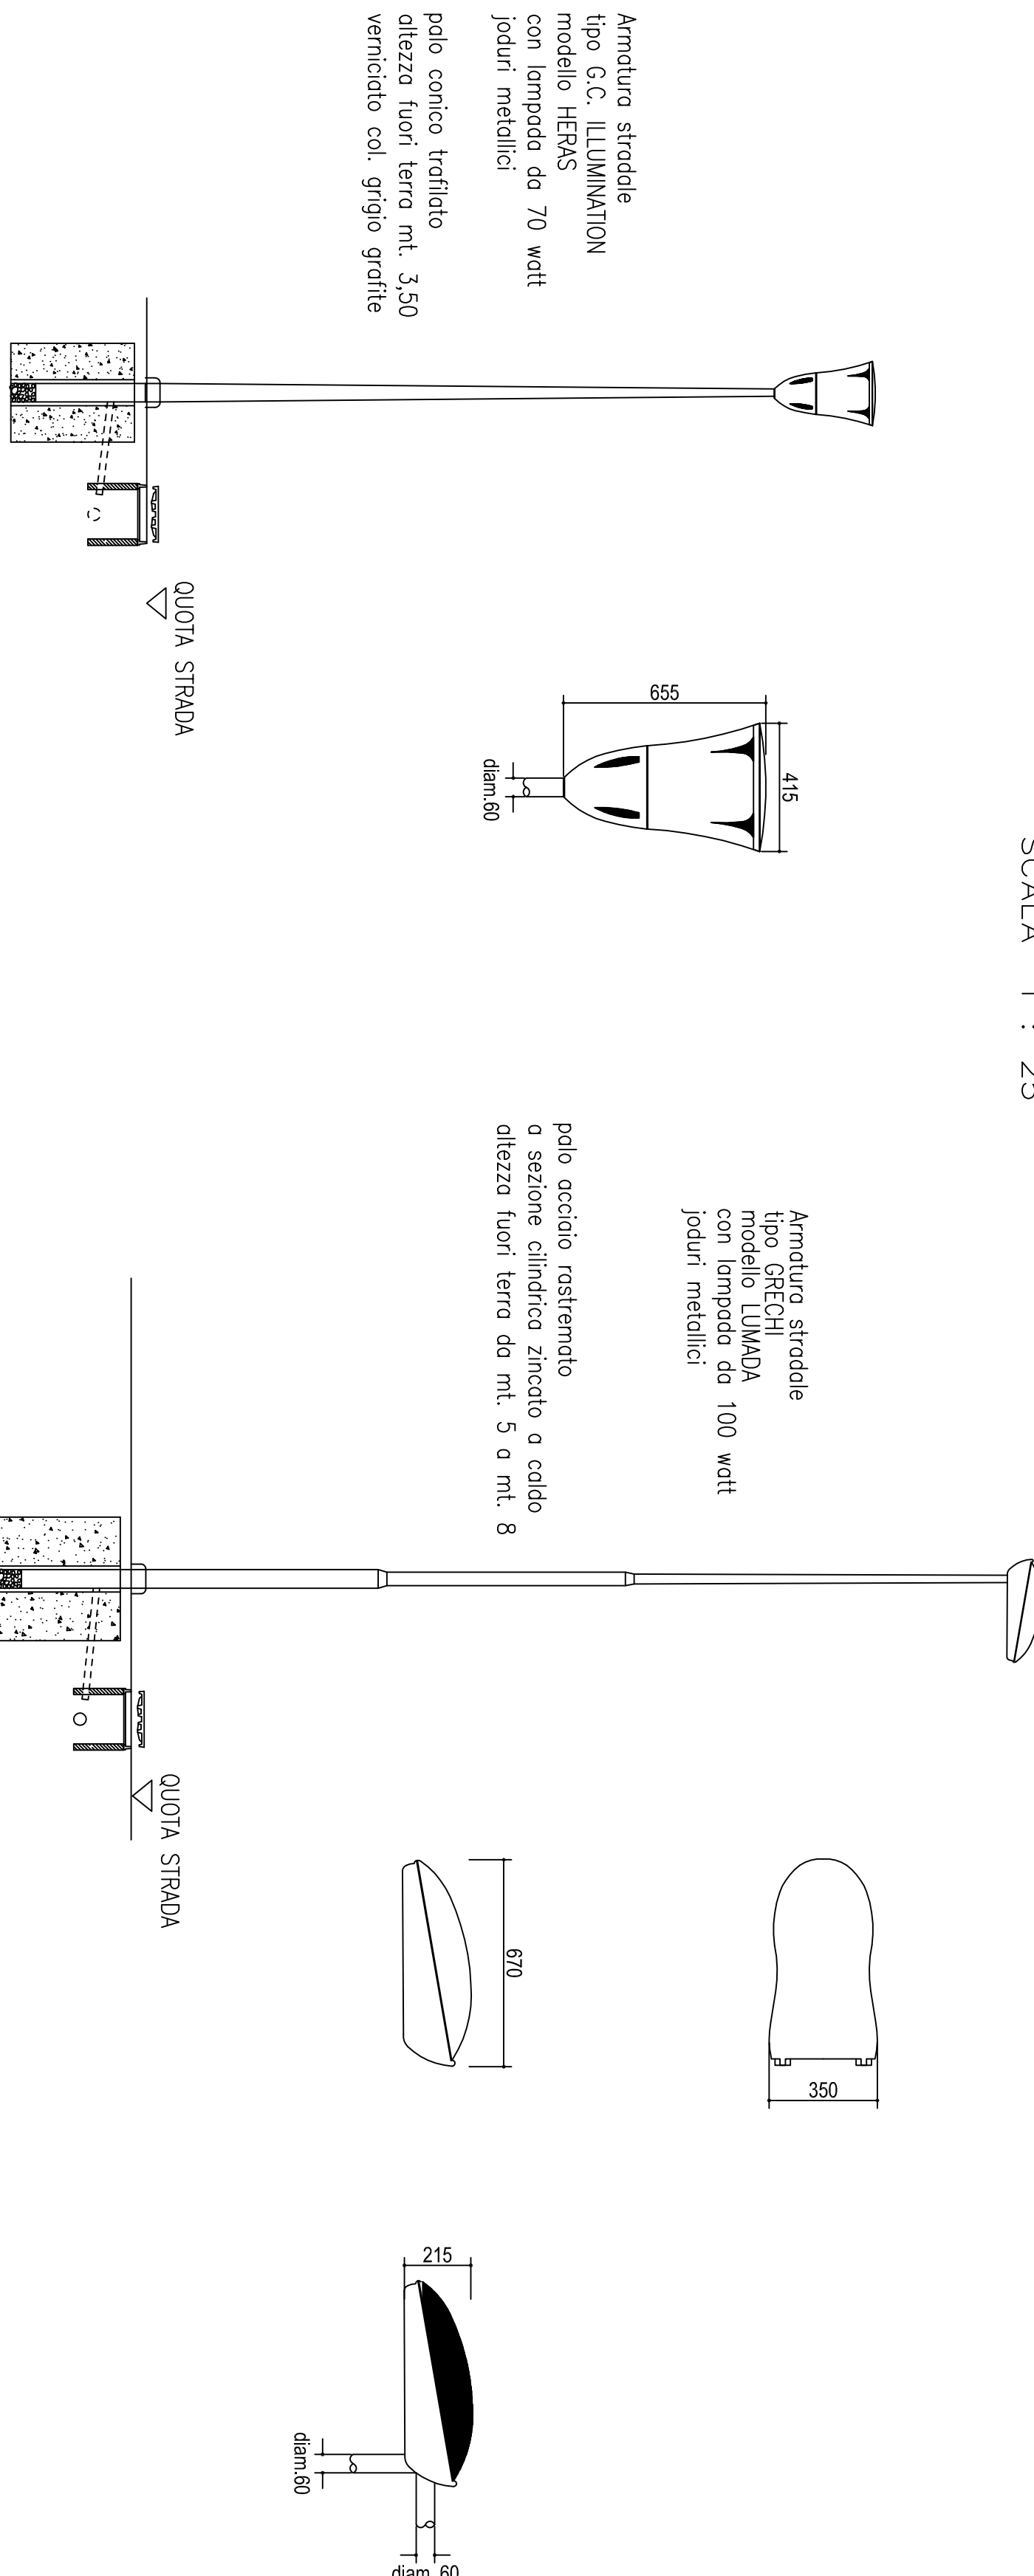 SCALA 1 : 25
Armatura stradale
tipo G.C. ILLUMINATION
modello HERAS
con lampada da 70 watt
joduri metallici
palo conico trafilato
altezza fuori terra mt. 3,50
verniciato col. grigio grafite
QUOTA STRADA
655
415
diam.60
Armatura stradale
tipo GRECHI
modello LUMADA
con lampada da 100 watt
joduri metallici
palo acciaio rastremato
a sezione cilindrica zincato a caldo
altezza fuori terra da mt. 5 a mt. 8
QUOTA STRADA
670
350
215
diam.60
diam.60